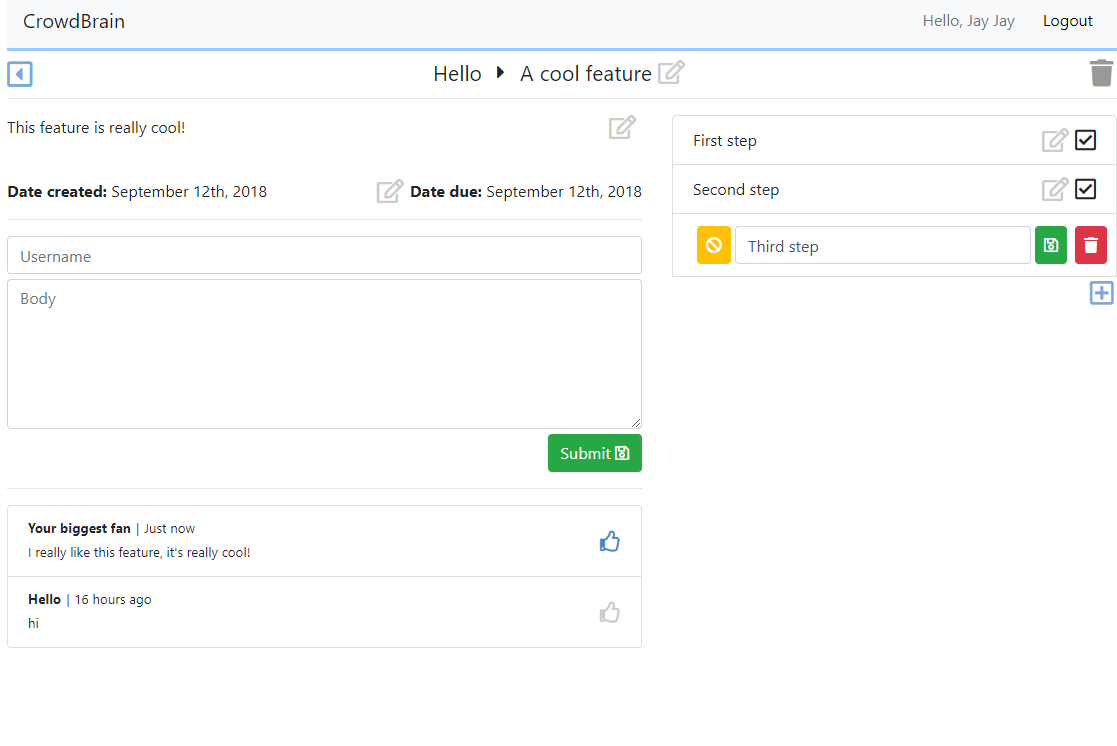 CrowdBrain
Hello, Jay Jay Logout
Hello A cool feature
This feature is really cool!
Date created: September 12th, 2018 Date due: September 12th, 2018
Username
Body
Submit
Your biggest fan | Just now
I really like this feature, it's really cool!
Hello | 16 hours ago
hi
First step
Second step
Third step